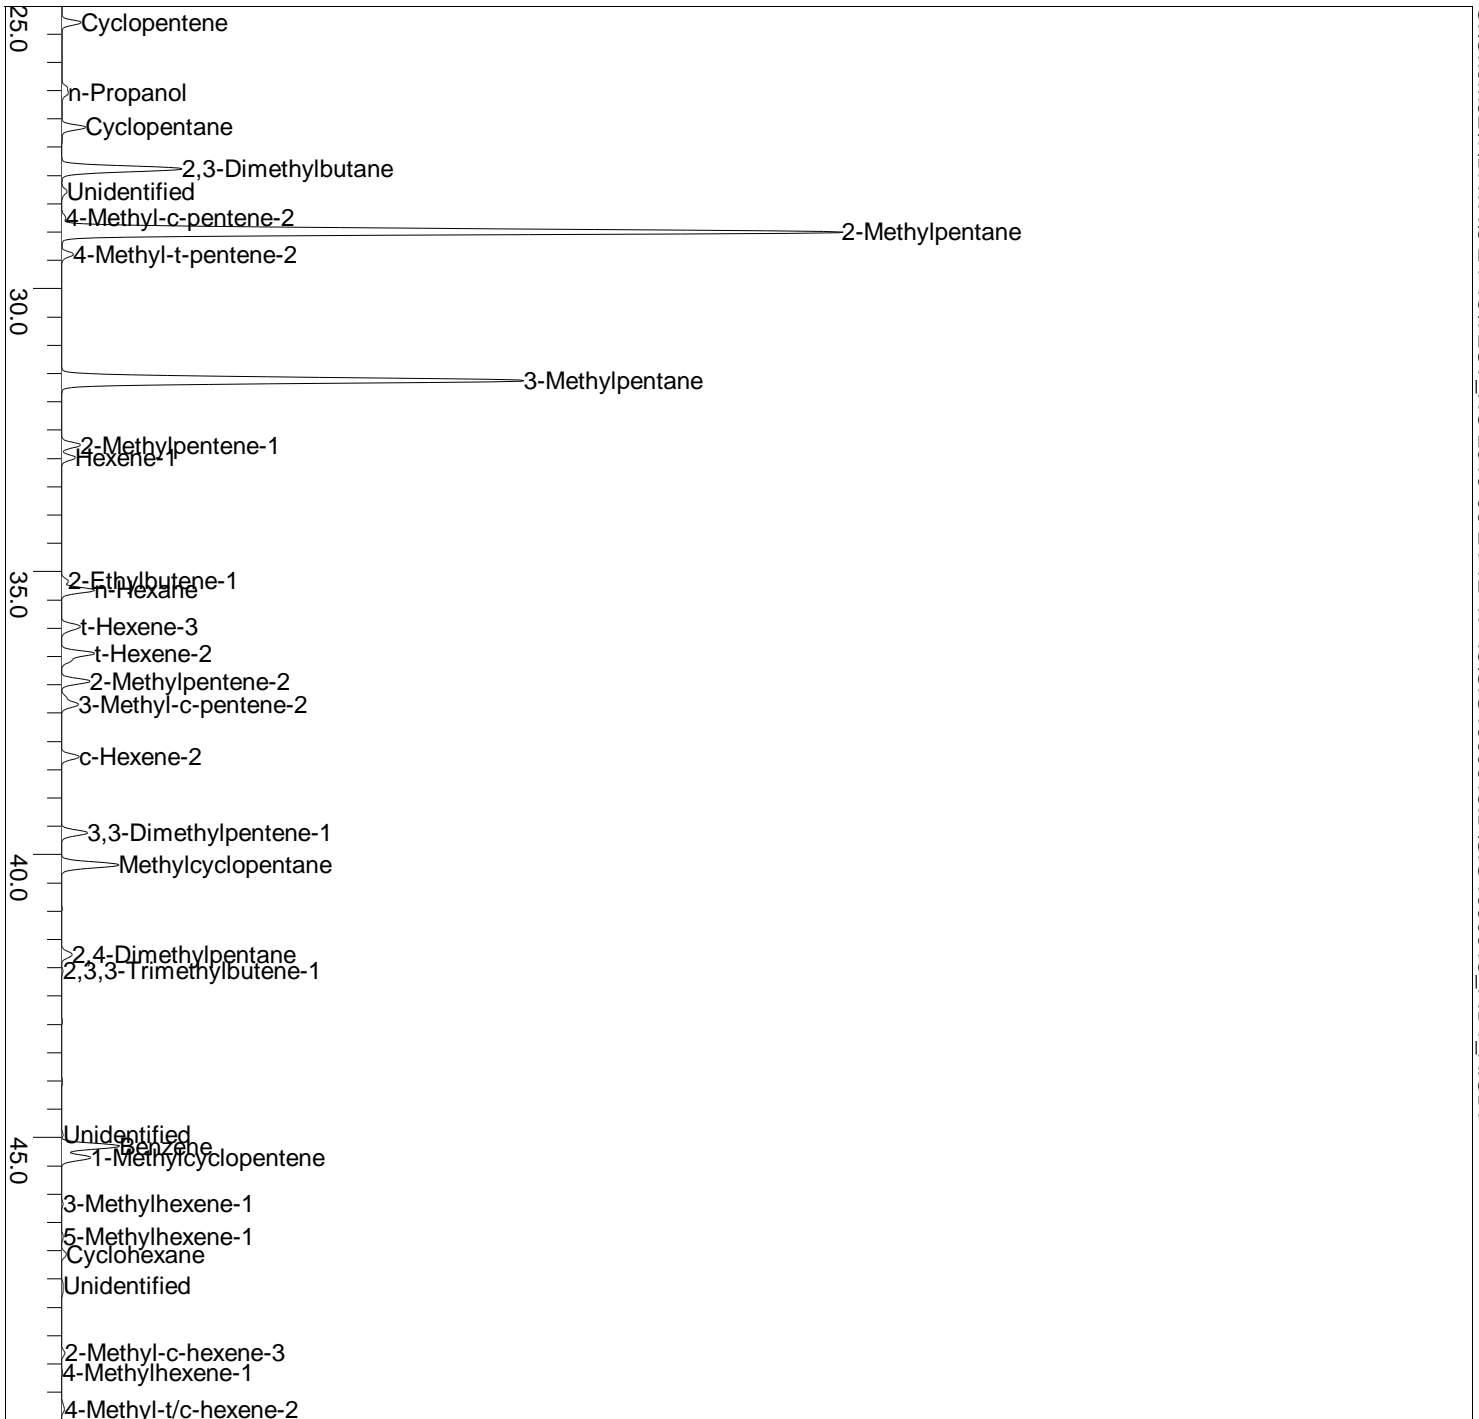 25.0
Cyclopentene
n-Propanol
Cyclopentane
2,3-Dimethylbutane
Unidentified
4-Methyl-c-pentene-2
2-Methylpentane
4-Methyl-t-pentene-2
30.0
3-Methylpentane
2-Methylpentene-1
Hexene-1
35.0
2-Ethylbutene-1
n-Hexane
t-Hexene-3
t-Hexene-2
2-Methylpentene-2
3-Methyl-c-pentene-2
c-Hexene-2
3,3-Dimethylpentene-1
40.0
Methylcyclopentane
2,4-Dimethylpentane
2,3,3-Trimethylbutene-1
Unidentified
45.0
Benzene
1-Methylcyclopentene
3-Methylhexene-1
5-Methylhexene-1
Cyclohexane
Unidentified
2-Methyl-c-hexene-3
4-Methylhexene-1
4-Methyl-t/c-hexene-2